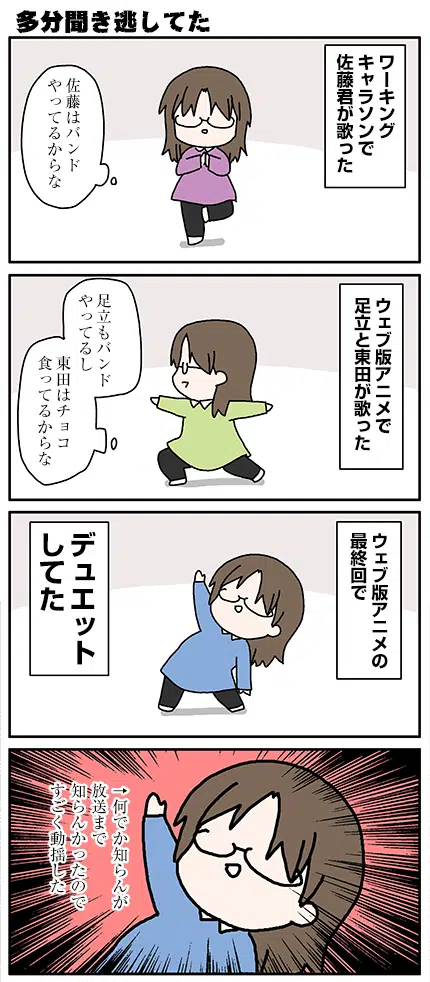 多分聞き逃してた
ワーキング
キャラソンで
佐藤君が歌った
佐藤はバンド
やってるからな
ウェブ版アニメで
足立と東田が歌った
足立もバンド
やってるし
東田はチョコ
食ってるからな
ウェブ版アニメの
最終回で
デュエット
してた
→何でか知らんが
放送まで
知らんかったので
すごく動揺した